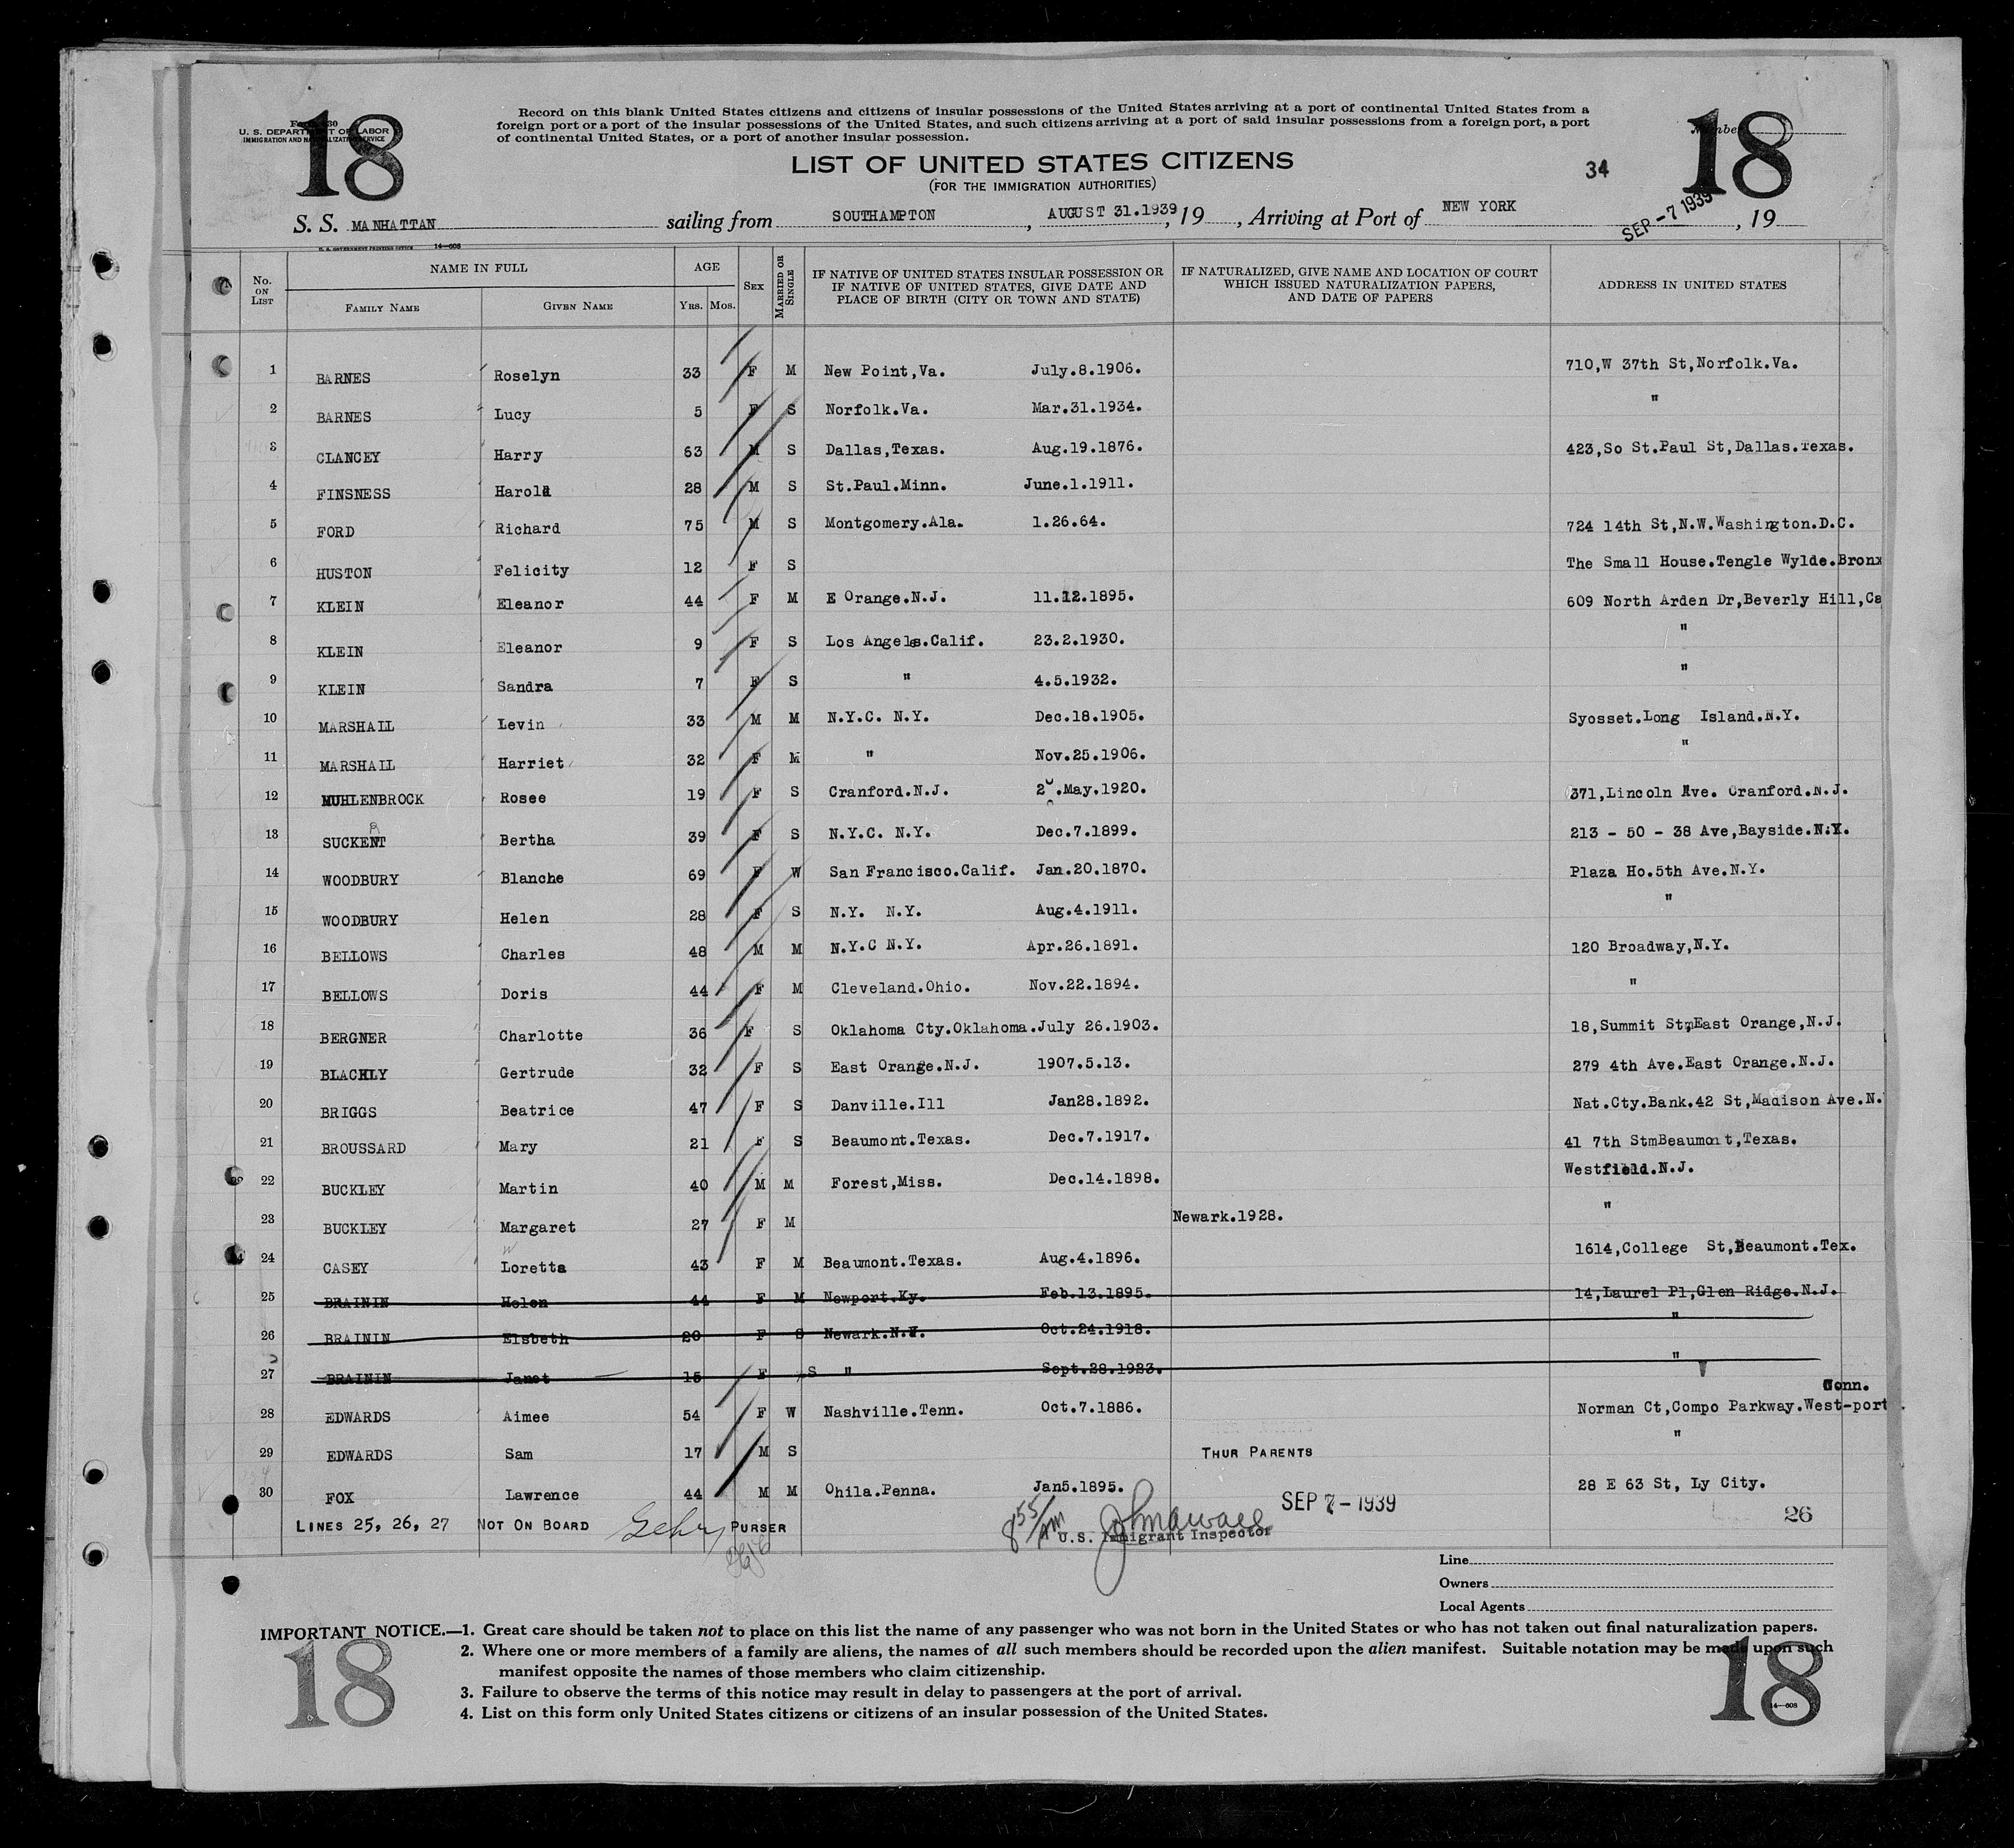 18
18
Form 630
U. S. DEPARTMENT OF LABOR
IMMIGRATION AND NATURALIZATION SERVICE
Record on this blank United States citizens and citizens of insular possessions of the United States arriving at a port of continental United States from a
foreign port or a port of the insular possessions of the United States, and such citizens arriving at a port of said insular possessions from a foreign port, a port
of continental United States, or a port of another insular possession.
Number
LIST OF UNITED STATES CITIZENS
(FOR THE IMMIGRATION AUTHORITIES)
34
S. S. MANHATTAN sailing from SOUTHAMPTON, AUGUST 31.1939, 19, Arriving at Port of NEW YORK SEP -7 1939, 19
U. S. GOVERNMENT PRINTING OFFICE 14—608
No. ON LIST NAME IN FULL FAMILY NAME GIVEN NAME AGE YRS. MOS. SEX MARRIED OR SINGLE IF NATIVE OF UNITED STATES INSULAR POSSESSION OR IF NATIVE OF UNITED STATES, GIVE DATE AND PLACE OF BIRTH (CITY OR TOWN AND STATE) IF NATURALIZED, GIVE NAME AND LOCATION OF COURT WHICH ISSUED NATURALIZATION PAPERS, AND DATE OF PAPERS ADDRESS IN UNITED STATES
1 BARNES Roselyn 33 F M New Point,Va. July.8.1906. 710,W 37th St,Norfolk.Va.
2 BARNES Lucy 5 F S Norfolk.Va. Mar.31.1934. "
3 CLANCEY Harry 63 M S Dallas,Texas. Aug.19.1876. 423,So St.Paul St,Dallas.Texas.
4 FINSNESS Harold 28 M S St.Paul.Minn. June.1.1911.
5 FORD Richard 75 M S Montgomery.Ala. 1.26.64. 724 14th St,N.W.Washington.D.C.
6 HUSTON Felicity 12 F S The Small House.Tengle Wylde.Bronx
7 KLEIN Eleanor 44 F M E Orange.N.J. 11.12.1895. 609 North Arden Dr,Beverly Hill,Ca
8 KLEIN Eleanor 9 F S Los Angels.Calif. 23.2.1930. "
9 KLEIN Sandra 7 F S " 4.5.1932. "
10 MARSHALL Levin 33 M M N.Y.C. N.Y. Dec.18.1905. Syosset.Long Island.N.Y.
11 MARSHALL Harriet 32 F M " Nov.25.1906. "
12 MUHLENBROCK Rosee 19 F S Cranford.N.J. 20.May.1920. 371,Lincoln Ave. Cranford.N.J.
13 SUCKENT Bertha 39 F S N.Y.C. N.Y. Dec.7.1899. 213 - 50 - 38 Ave,Bayside.N.Y.
14 WOODBURY Blanche 69 F W San Francisco.Calif. Jan.20.1870. Plaza Ho.5th Ave.N.Y.
15 WOODBURY Helen 28 F S N.Y. N.Y. Aug.4.1911. "
16 BELLOWS Charles 48 M M N.Y.C N.Y. Apr.26.1891. 120 Broadway,N.Y.
17 BELLOWS Doris 44 F M Cleveland.Ohio. Nov.22.1894. "
18 BERGNER Charlotte 36 F S Oklahoma Cty.Oklahoma.July 26.1903. 18,Summit St,East Orange,N.J.
19 BLACHLY Gertrude 32 F S East Orange.N.J. 1907.5.13. 279 4th Ave.East Orange.N.J.
20 BRIGGS Beatrice 47 F S Danville.Ill Jan28.1892. Nat.Cty.Bank.42 St,Madison Ave.N.
21 BROUSSARD Mary 21 F S Beaumont.Texas. Dec.7.1917. 41 7th StmBeaumont,Texas.
22 BUCKLEY Martin 40 M M Forest,Miss. Dec.14.1898. Westfield.N.J.
23 BUCKLEY Margaret 27 F M Newark.1928. "
24 CASEY Loretta 43 F M Beaumont.Texas. Aug.4.1896. 1614,College St,Beaumont.Tex.
25 BRAININ Helen 44 F M Newport.Ky. Feb.13.1895. 14,Laurel Pl,Glen Ridge.N.J.
26 BRAININ Elsbeth 20 F S Newark.N.J. Oct.24.1918. "
27 BRAININ Janet 15 F S " Sept.28.1923. "
28 EDWARDS Aimee 54 F W Nashville.Tenn. Oct.7.1886. Norman Ct,Compo Parkway.West-port. Conn.
29 EDWARDS Sam 17 M S THUR PARENTS "
30 FOX Lawrence 44 M M Ohila.Penna. Jan5.1895. 28 E 63 St, Ly City.
LINES 25, 26, 27 NOT ON BOARD PURSER 8 55/AM U.S. Immigrant Inspector SEP 7-1939 26
Line
Owners
Local Agents
IMPORTANT NOTICE.—1. Great care should be taken not to place on this list the name of any passenger who was not born in the United States or who has not taken out final naturalization papers.
2. Where one or more members of a family are aliens, the names of all such members should be recorded upon the alien manifest. Suitable notation may be made upon such
manifest opposite the names of those members who claim citizenship.
3. Failure to observe the terms of this notice may result in delay to passengers at the port of arrival.
4. List on this form only United States citizens or citizens of an insular possession of the United States.
18
18
14—608